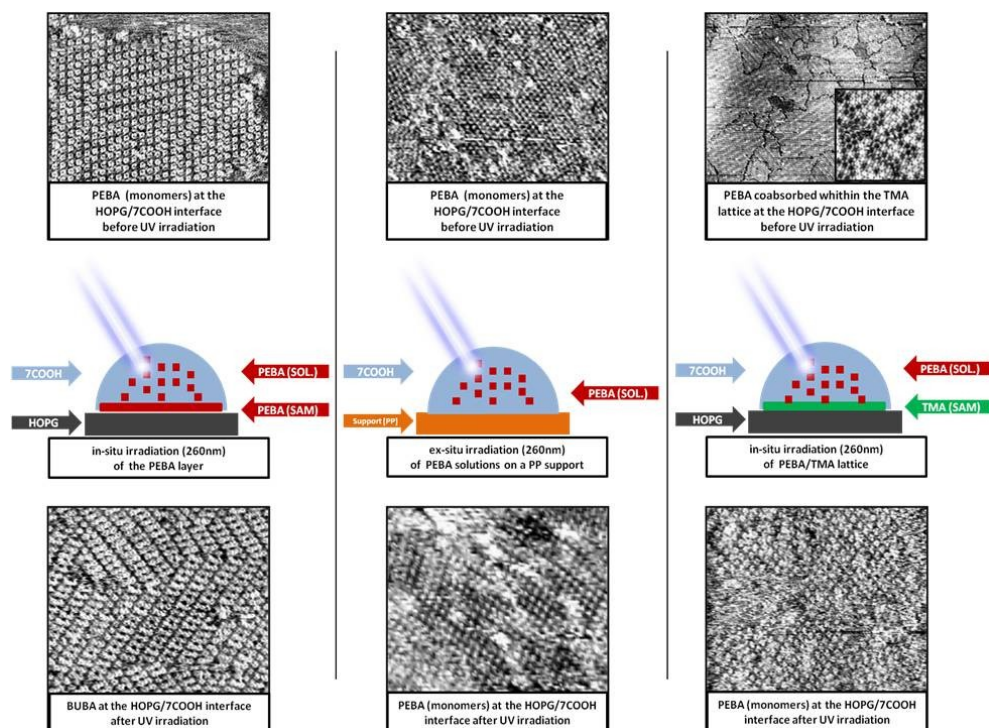 PEBA (monomers) at the
HOPG/7COOH interface
before UV irradiation
PEBA (monomers) at the
HOPG/7COOH interface
before UV irradiation
PEBA coabsorbed whithin the TMA
lattice at the HOPG/7COOH interface
before UV irradiation
7COOH
PEBA (SOL.)
PEBA (SAM)
HOPG
in-situ irradiation (260nm)
of the PEBA layer
7COOH
PEBA (SOL.)
Support [PP]
ex-situ irradiation (260nm)
of PEBA solutions on a PP support
7COOH
PEBA (SOL.)
TMA (SAM)
HOPG
in-situ irradiation (260nm)
of PEBA/TMA lattice
BUBA at the HOPG/7COOH interface
after UV irradiation
PEBA (monomers) at the HOPG/7COOH
interface after UV irradiation
PEBA (monomers) at the HOPG/7COOH
interface after UV irradiation